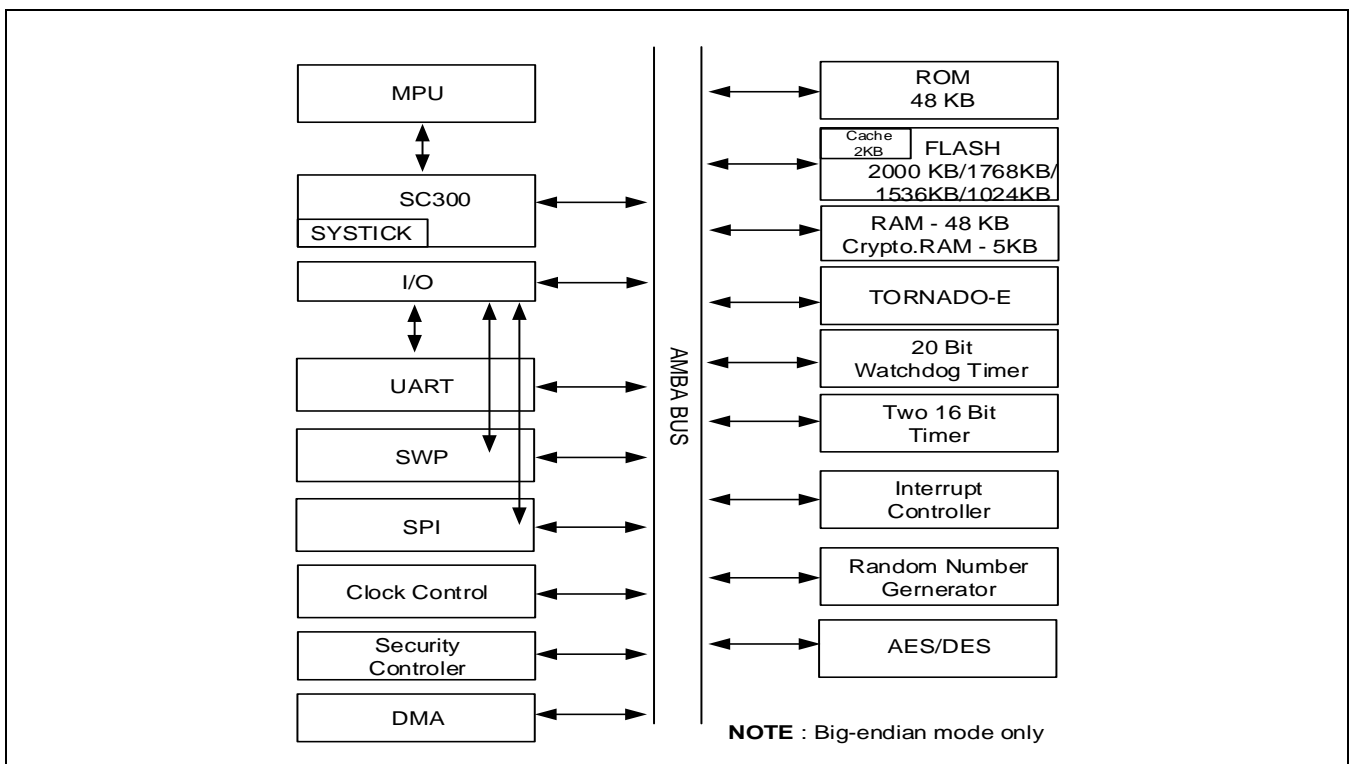 MPU
SC300
SYSTICK
I/O
UART
SWP
SPI
Clock Control
Security
Controler
DMA
AMBA BUS
ROM
48 KB
Cache
2KB
FLASH
2000 KB/1768KB/
1536KB/1024KB
RAM - 48 KB
Crypto.RAM - 5KB
TORNADO-E
20 Bit
Watchdog Timer
Two 16 Bit
Timer
Interrupt
Controller
Random Number
Gernerator
AES/DES
NOTE : Big-endian mode only